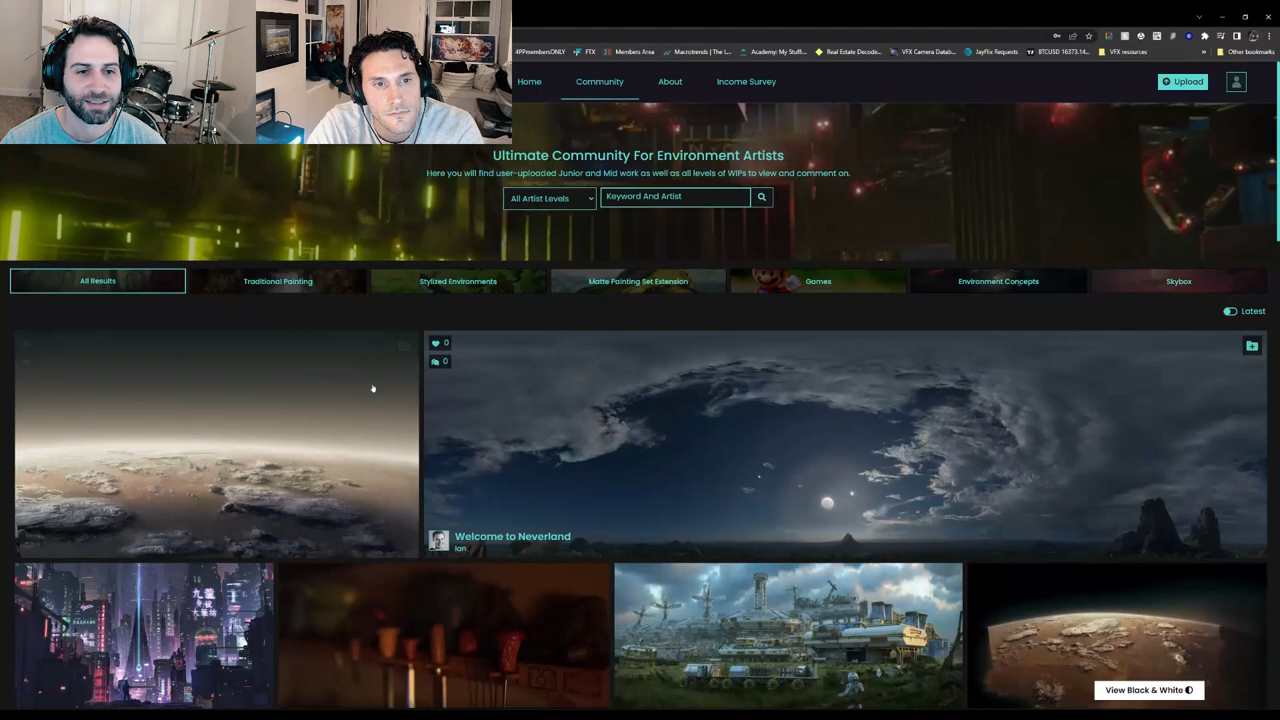 4PPmembersONLY
FTX
Members Area
Macrotrends | The L...
Academy: My Stuff...
Real Estate Decode...
VFX Camera Datab...
JayFlix Requests
BTCUSD 16373.14...
VFX resources
»
Other bookmarks
Home
Community
About
Income Survey
Upload
Ultimate Community For Environment Artists
Here you will find user-uploaded Junior and Mid work as well as all levels of WIPs to view and comment on.
All Artist Levels
Keyword And Artist
All Results
Traditional Painting
Stylized Environments
Matte Painting Set Extension
Games
Environment Concepts
Skybox
Latest
0
0
Welcome to Neverland
Ian
九龍
View Black & White